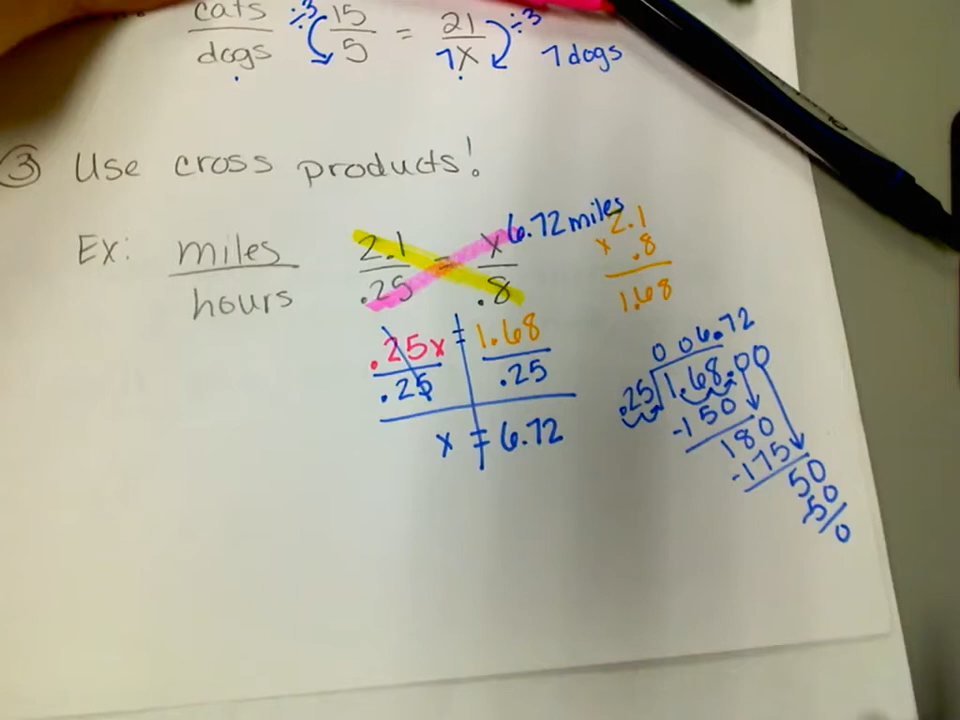 cats ÷3 15 = 21 ÷3
dogs 5 7x 7 dogs
③ Use cross products!
Ex: miles 2.1 = x 6.72 miles
hours .25 .8
2.1
x .8
1.68
.25x = 1.68
.25 .25
x = 6.72
0 06.72
.25 1.68.00
-150
180
-175
50
50
0